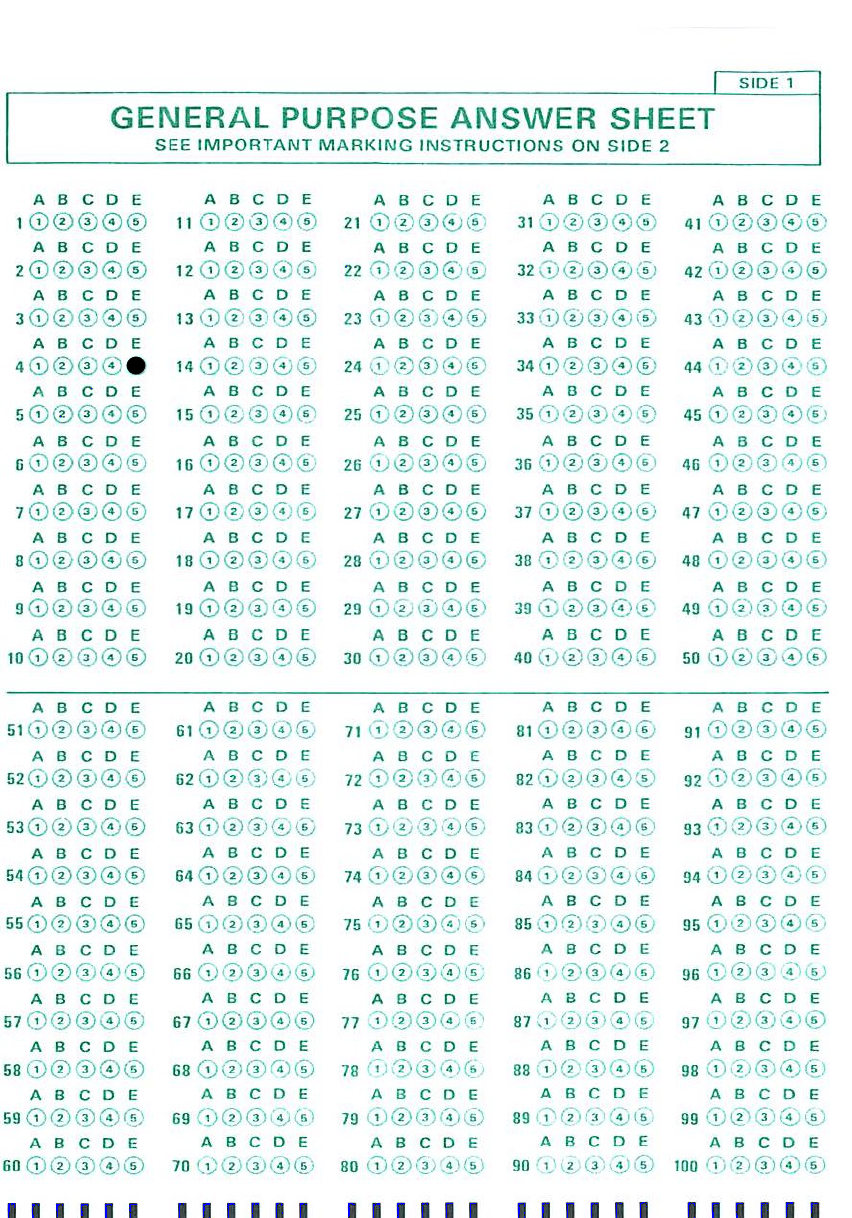 SIDE 1
GENERAL PURPOSE ANSWER SHEET
SEE IMPORTANT MARKING INSTRUCTIONS ON SIDE 2
A B C D E A B C D E A B C D E A B C D E A B C D E
1 1 2 3 4 5 11 1 2 3 4 5 21 1 2 3 4 5 31 1 2 3 4 5 41 1 2 3 4 5
A B C D E A B C D E A B C D E A B C D E A B C D E
2 1 2 3 4 5 12 1 2 3 4 5 22 1 2 3 4 5 32 1 2 3 4 5 42 1 2 3 4 5
A B C D E A B C D E A B C D E A B C D E A B C D E
3 1 2 3 4 5 13 1 2 3 4 5 23 1 2 3 4 5 33 1 2 3 4 5 43 1 2 3 4 5
A B C D E A B C D E A B C D E A B C D E A B C D E
4 1 2 3 4 14 1 2 3 4 5 24 1 2 3 4 5 34 1 2 3 4 5 44 1 2 3 4 5
A B C D E A B C D E A B C D E A B C D E A B C D E
5 1 2 3 4 5 15 1 2 3 4 5 25 1 2 3 4 5 35 1 2 3 4 5 45 1 2 3 4 5
A B C D E A B C D E A B C D E A B C D E A B C D E
6 1 2 3 4 5 16 1 2 3 4 5 26 1 2 3 4 5 36 1 2 3 4 5 46 1 2 3 4 5
A B C D E A B C D E A B C D E A B C D E A B C D E
7 1 2 3 4 5 17 1 2 3 4 5 27 1 2 3 4 5 37 1 2 3 4 5 47 1 2 3 4 5
A B C D E A B C D E A B C D E A B C D E A B C D E
8 1 2 3 4 5 18 1 2 3 4 5 28 1 2 3 4 5 38 1 2 3 4 5 48 1 2 3 4 5
A B C D E A B C D E A B C D E A B C D E A B C D E
9 1 2 3 4 5 19 1 2 3 4 5 29 1 2 3 4 5 39 1 2 3 4 5 49 1 2 3 4 5
A B C D E A B C D E A B C D E A B C D E A B C D E
10 1 2 3 4 5 20 1 2 3 4 5 30 1 2 3 4 5 40 1 2 3 4 5 50 1 2 3 4 5
A B C D E A B C D E A B C D E A B C D E A B C D E
51 1 2 3 4 5 61 1 2 3 4 5 71 1 2 3 4 5 81 1 2 3 4 5 91 1 2 3 4 5
A B C D E A B C D E A B C D E A B C D E A B C D E
52 1 2 3 4 5 62 1 2 3 4 5 72 1 2 3 4 5 82 1 2 3 4 5 92 1 2 3 4 5
A B C D E A B C D E A B C D E A B C D E A B C D E
53 1 2 3 4 5 63 1 2 3 4 5 73 1 2 3 4 5 83 1 2 3 4 5 93 1 2 3 4 5
A B C D E A B C D E A B C D E A B C D E A B C D E
54 1 2 3 4 5 64 1 2 3 4 5 74 1 2 3 4 5 84 1 2 3 4 5 94 1 2 3 4 5
A B C D E A B C D E A B C D E A B C D E A B C D E
55 1 2 3 4 5 65 1 2 3 4 5 75 1 2 3 4 5 85 1 2 3 4 5 95 1 2 3 4 5
A B C D E A B C D E A B C D E A B C D E A B C D E
56 1 2 3 4 5 66 1 2 3 4 5 76 1 2 3 4 5 86 1 2 3 4 5 96 1 2 3 4 5
A B C D E A B C D E A B C D E A B C D E A B C D E
57 1 2 3 4 5 67 1 2 3 4 5 77 1 2 3 4 5 87 1 2 3 4 5 97 1 2 3 4 5
A B C D E A B C D E A B C D E A B C D E A B C D E
58 1 2 3 4 5 68 1 2 3 4 5 78 1 2 3 4 5 88 1 2 3 4 5 98 1 2 3 4 5
A B C D E A B C D E A B C D E A B C D E A B C D E
59 1 2 3 4 5 69 1 2 3 4 5 79 1 2 3 4 5 89 1 2 3 4 5 99 1 2 3 4 5
A B C D E A B C D E A B C D E A B C D E A B C D E
60 1 2 3 4 5 70 1 2 3 4 5 80 1 2 3 4 5 90 1 2 3 4 5 100 1 2 3 4 5